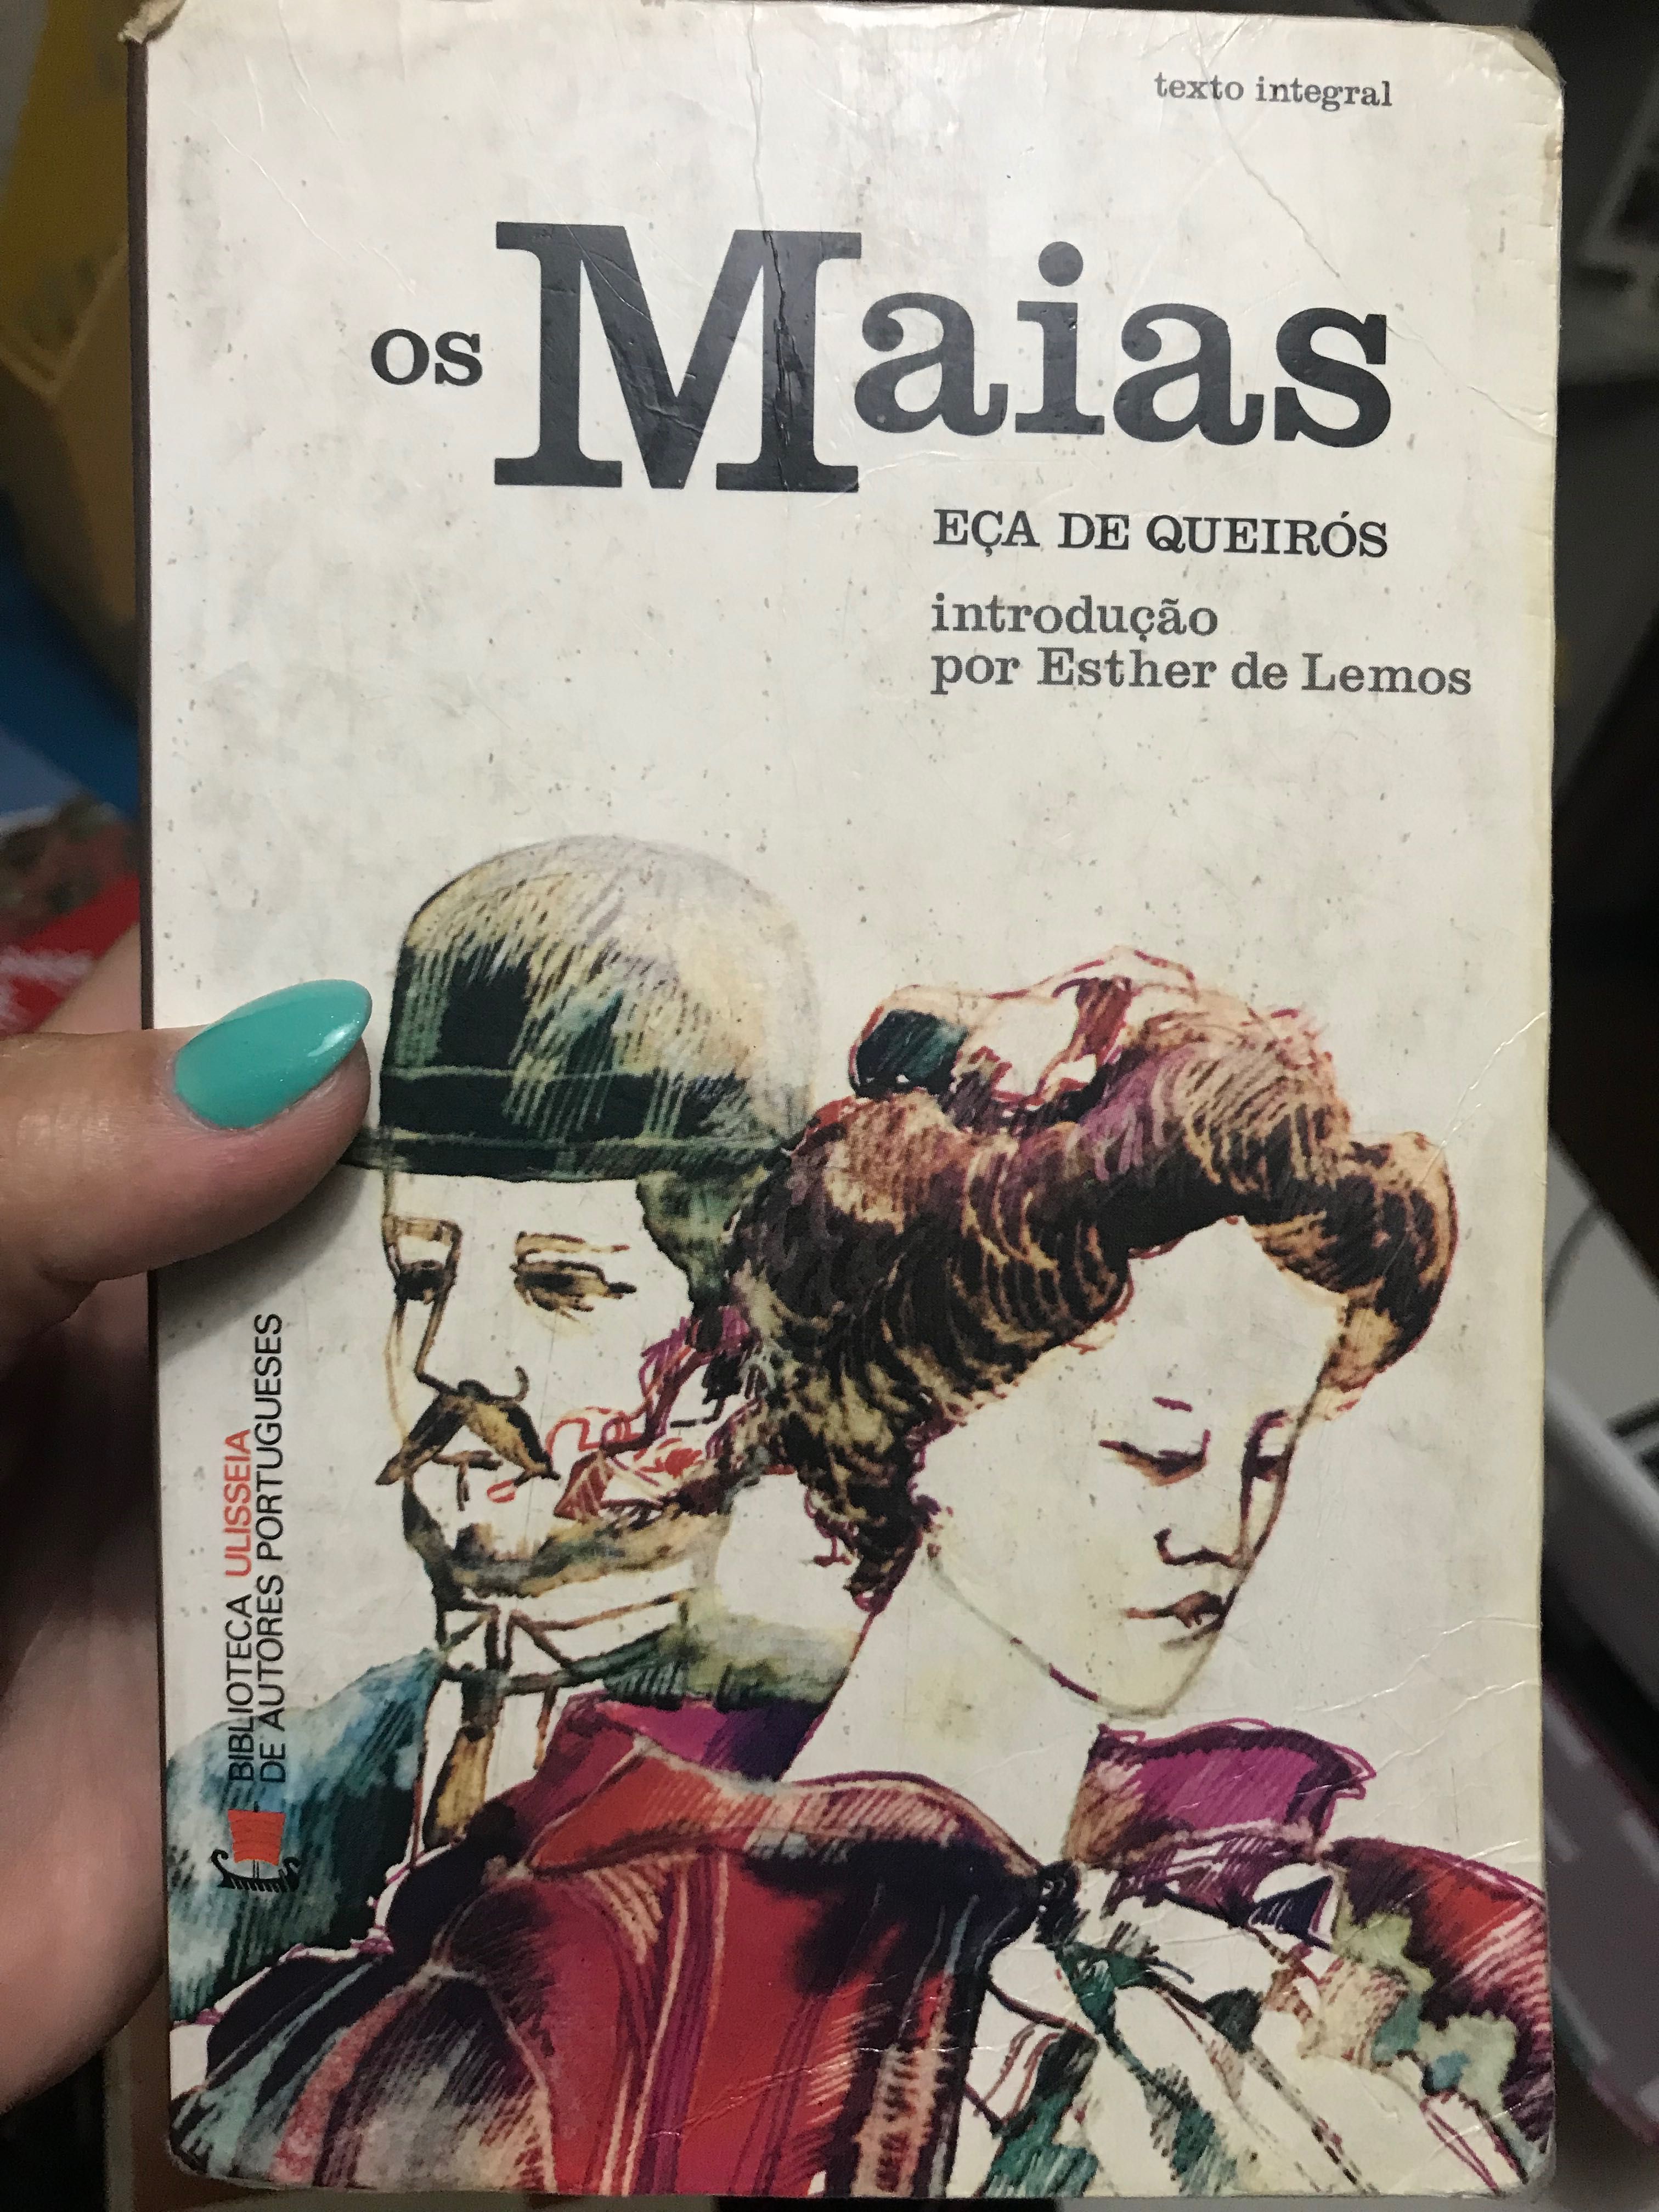 texto integral
os Maias
EÇA DE QUEIRÓS
introdução
por Esther de Lemos
BIBLIOTECA ULISSEIA
DE AUTORES PORTUGUESES